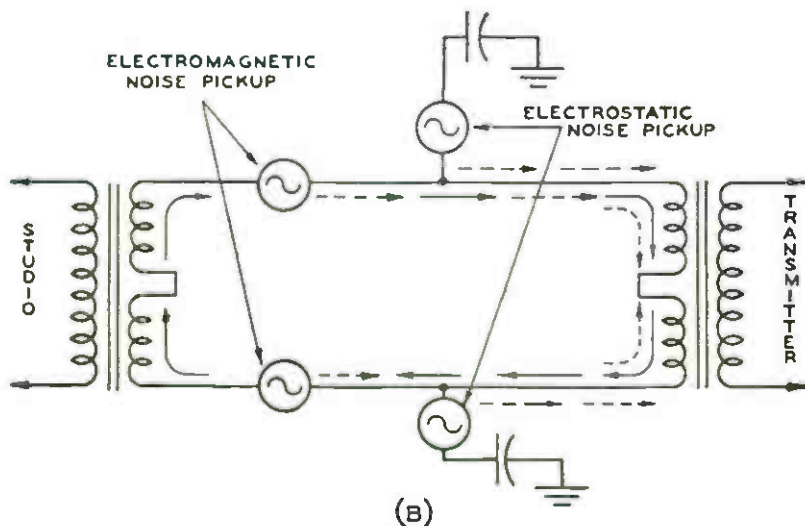 ELECTROMAGNETIC
NOISE PICKUP
ELECTROSTATIC
NOISE PICKUP
STUDIO
TRANSMITTER
(B)